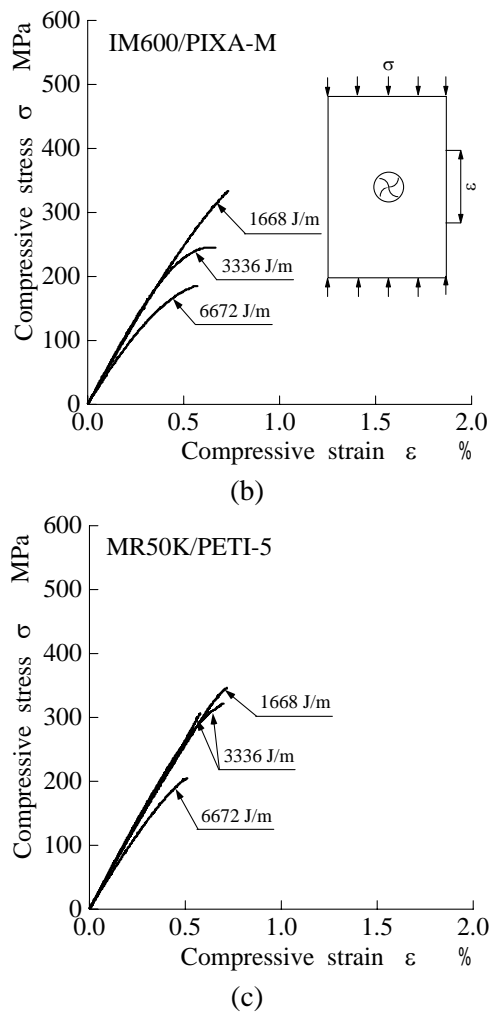 IM600/PIXA-M
Compressive stress σ MPa
600
500
400
300
200
100
0
0.0 0.5 1.0 1.5 2.0
Compressive strain ε %
1668 J/m
3336 J/m
6672 J/m
σ
ε
(b)
MR50K/PETI-5
Compressive stress σ MPa
600
500
400
300
200
100
0
0.0 0.5 1.0 1.5 2.0
Compressive strain ε %
1668 J/m
3336 J/m
6672 J/m
(c)